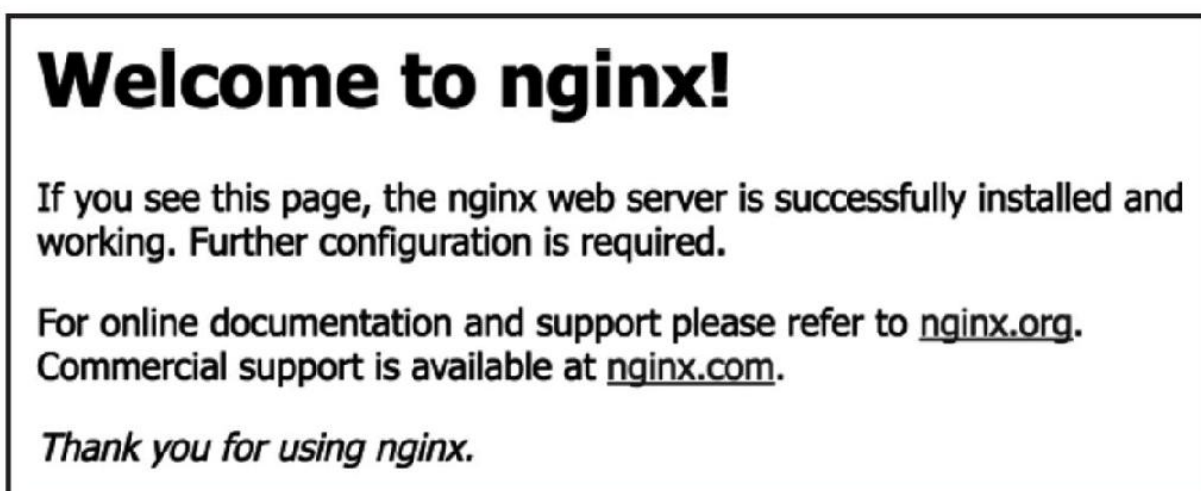 Welcome to nginx!
If you see this page, the nginx web server is successfully installed and
working. Further configuration is required.
For online documentation and support please refer to nginx.org.
Commercial support is available at nginx.com.
Thank you for using nginx.